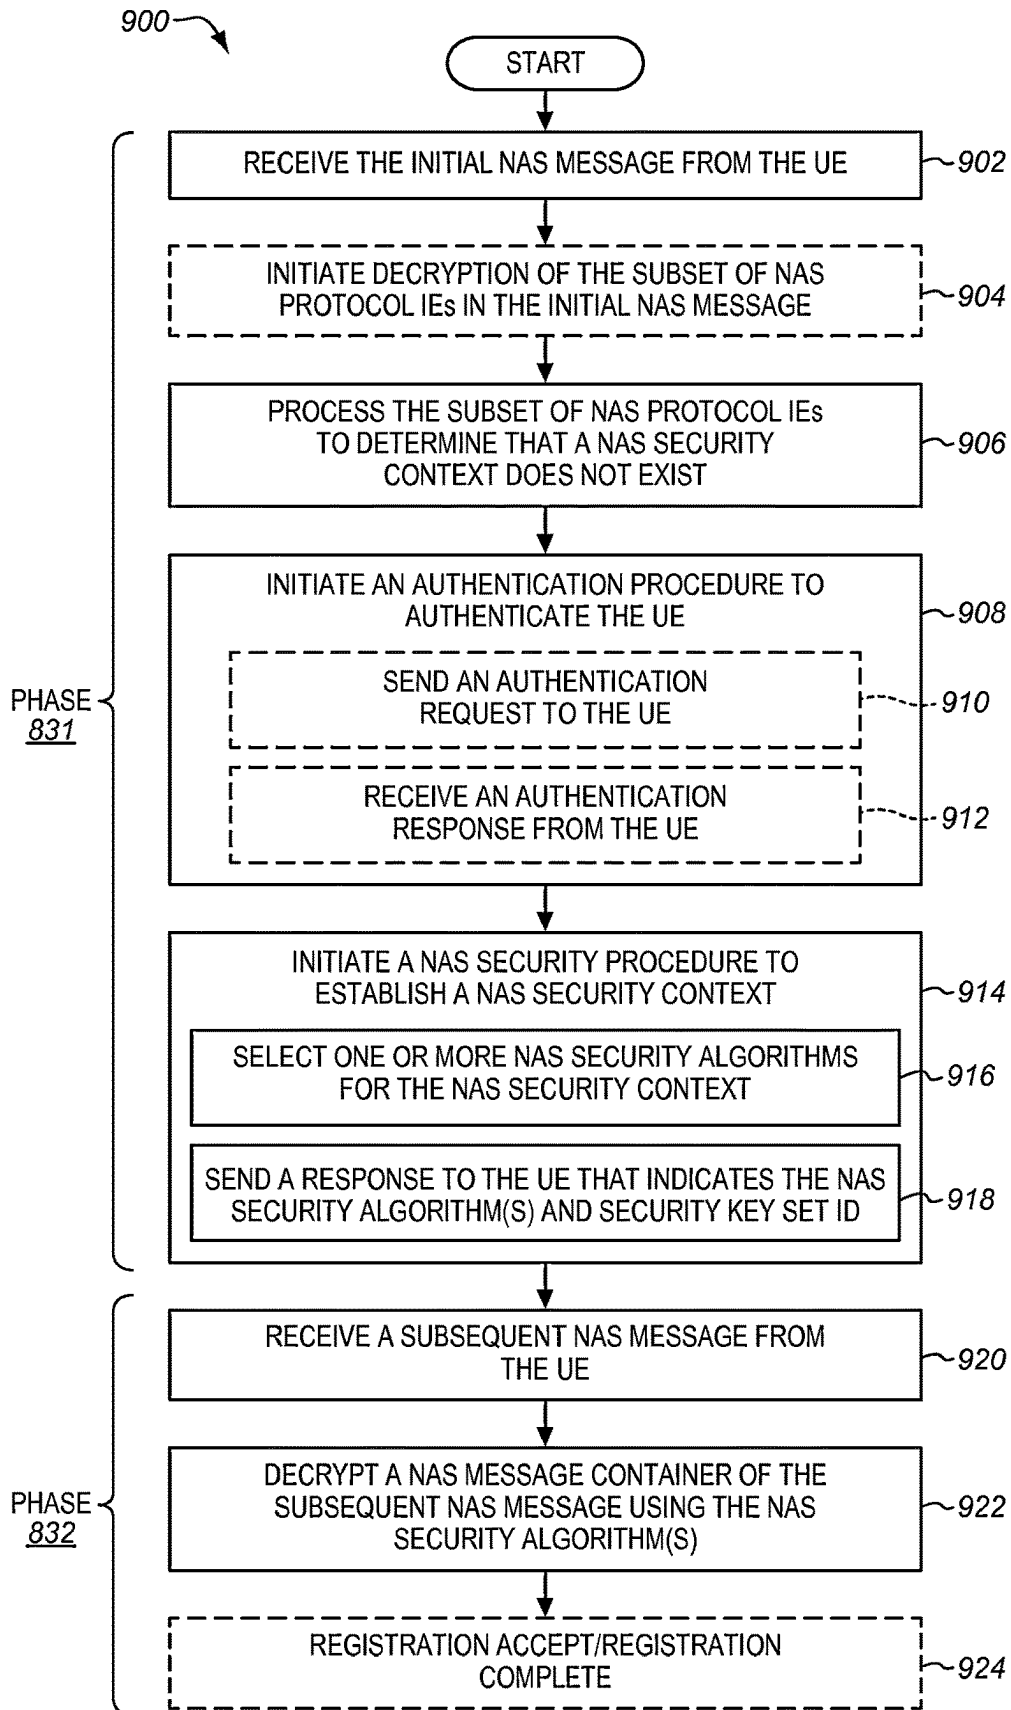 900
START
RECEIVE THE INITIAL NAS MESSAGE FROM THE UE
902
INITIATE DECRYPTION OF THE SUBSET OF NAS
PROTOCOL IEs IN THE INITIAL NAS MESSAGE
904
PROCESS THE SUBSET OF NAS PROTOCOL IEs
TO DETERMINE THAT A NAS SECURITY
CONTEXT DOES NOT EXIST
906
INITIATE AN AUTHENTICATION PROCEDURE TO
AUTHENTICATE THE UE
908
SEND AN AUTHENTICATION
REQUEST TO THE UE
910
PHASE
831
RECEIVE AN AUTHENTICATION
RESPONSE FROM THE UE
912
INITIATE A NAS SECURITY PROCEDURE TO
ESTABLISH A NAS SECURITY CONTEXT
914
SELECT ONE OR MORE NAS SECURITY ALGORITHMS
FOR THE NAS SECURITY CONTEXT
916
SEND A RESPONSE TO THE UE THAT INDICATES THE NAS
SECURITY ALGORITHM(S) AND SECURITY KEY SET ID
918
RECEIVE A SUBSEQUENT NAS MESSAGE FROM
THE UE
920
PHASE
832
DECRYPT A NAS MESSAGE CONTAINER OF THE
SUBSEQUENT NAS MESSAGE USING THE NAS
SECURITY ALGORITHM(S)
922
REGISTRATION ACCEPT/REGISTRATION
COMPLETE
924